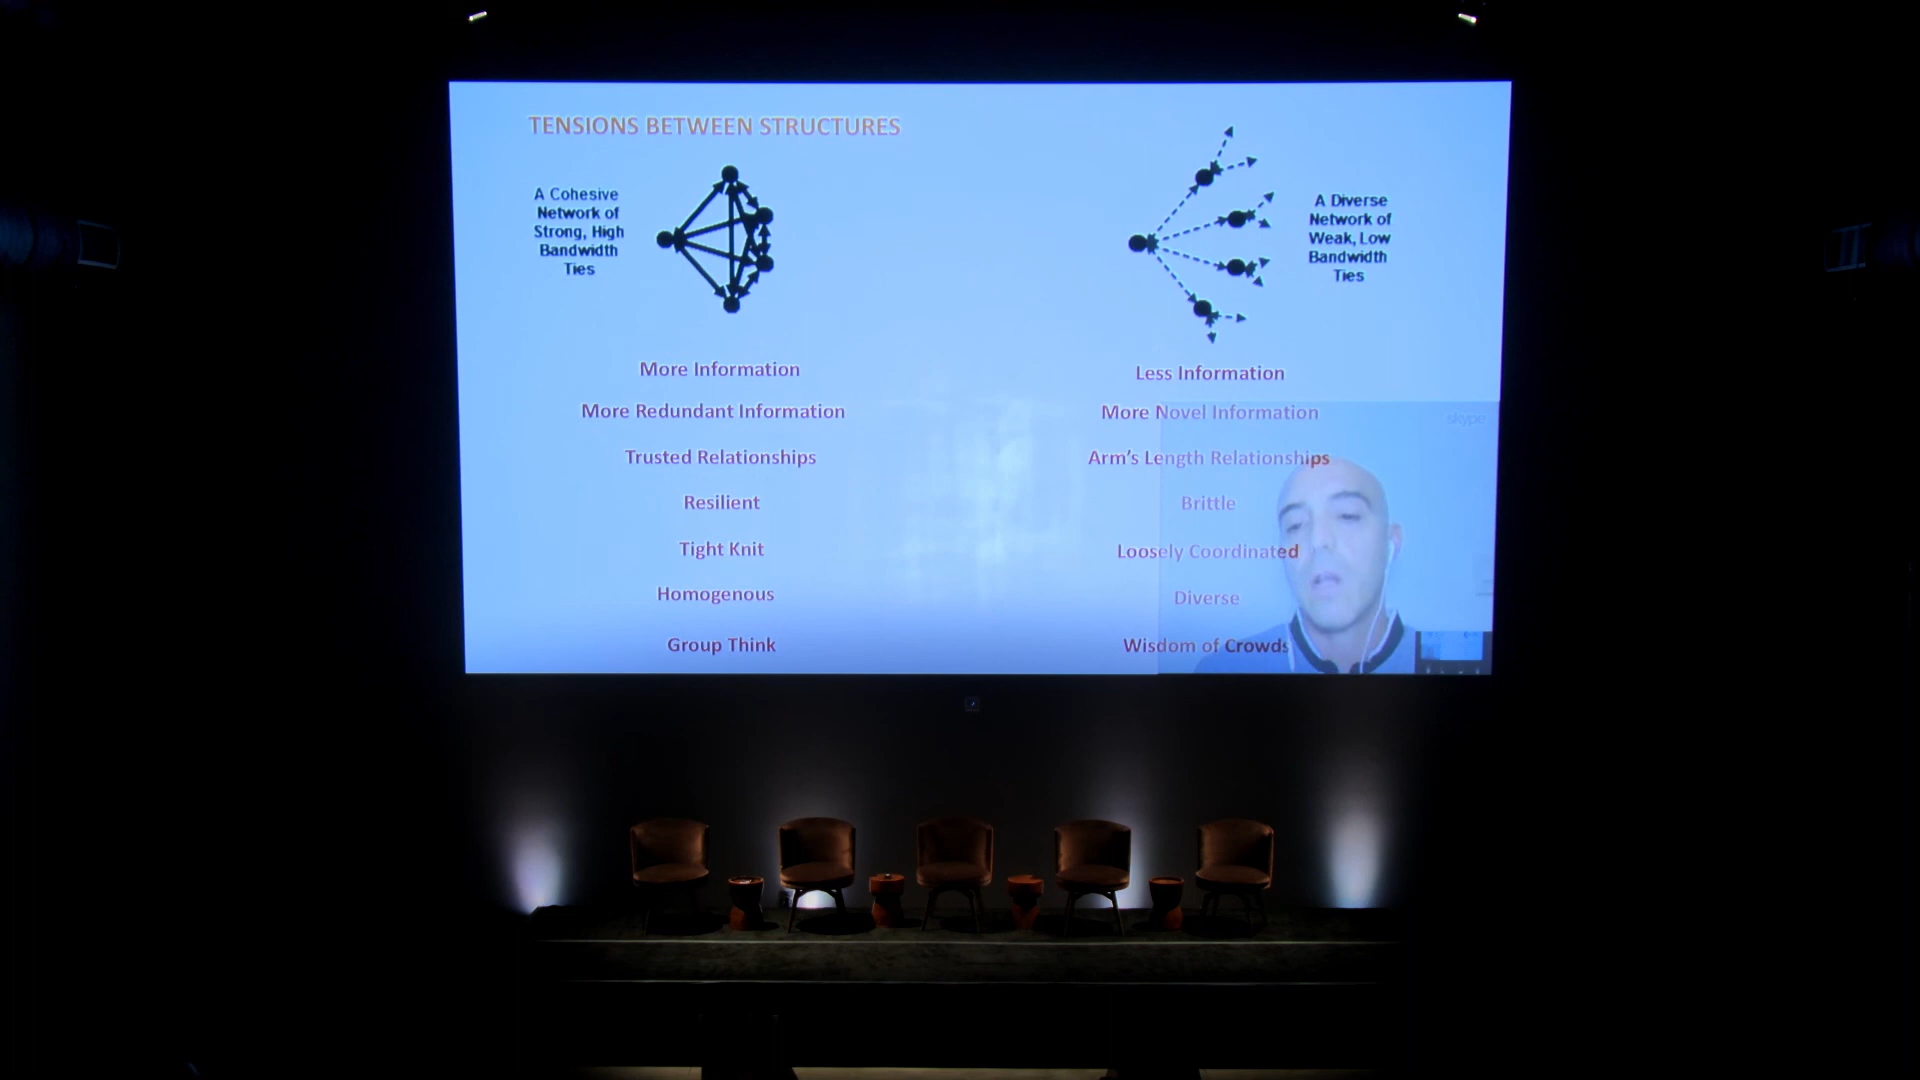 TENSIONS BETWEEN STRUCTURES
A Cohesive
Network of
Strong, High
Bandwidth
Ties
A Diverse
Network of
Weak, Low
Bandwidth
Ties
More Information
Less Information
More Redundant Information
More Novel Information
skype
Trusted Relationships
Arm's Length Relationships
Resilient
Brittle
Tight Knit
Loosely Coordinated
Homogenous
Diverse
Group Think
Wisdom of Crowds